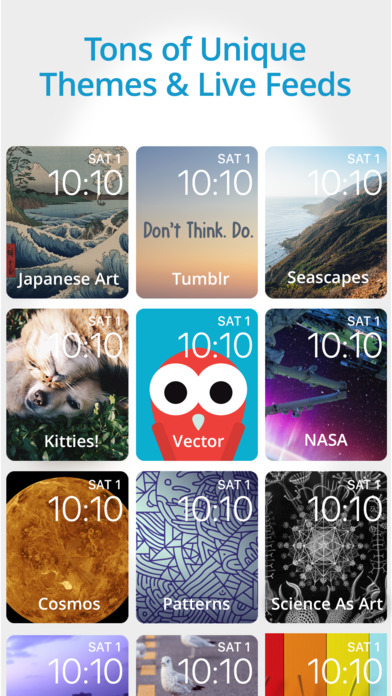 Tons of Unique
Themes & Live Feeds
SAT 1
10:10
Japanese Art
SAT 1
10:10
Don't Think. Do.
Tumblr
SAT 1
10:10
Seascapes
SAT 1
10:10
Kitties!
SAT 1
10:10
Vector
SAT 1
10:10
NASA
SAT 1
10:10
Cosmos
SAT 1
10:10
Patterns
SAT 1
10:10
Science As Art
SAT 1
10:10
SAT 1
10:10
SAT 1
10:10